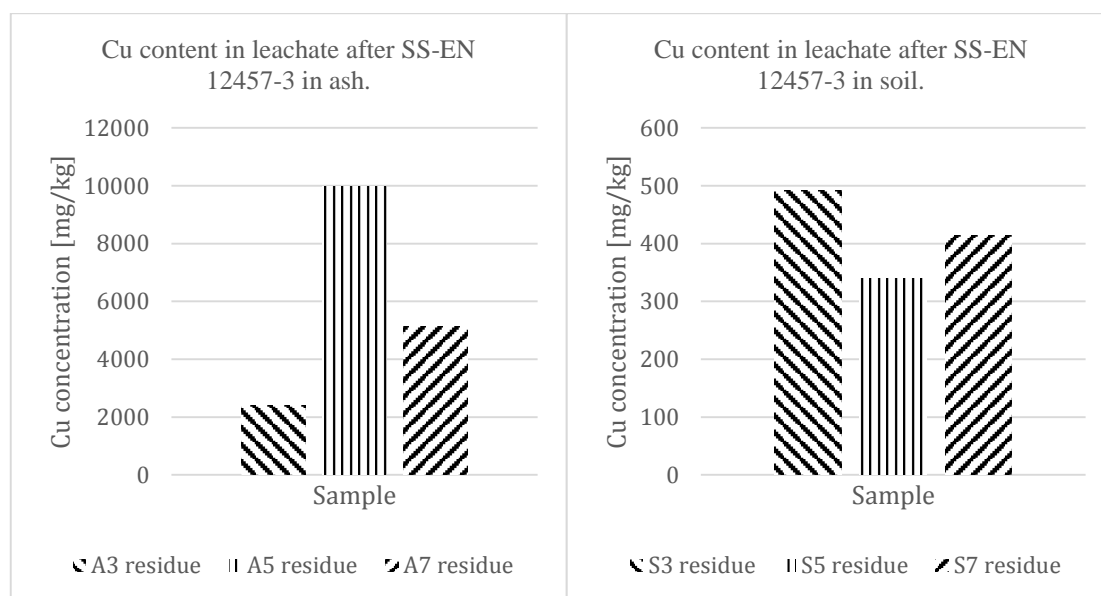 Cu content in leachate after SS-EN
12457-3 in ash.
Cu concentration [mg/kg]
12000
10000
8000
6000
4000
2000
0
Sample
A3 residue A5 residue A7 residue
Cu content in leachate after SS-EN
12457-3 in soil.
Cu concentration [mg/kg]
600
500
400
300
200
100
0
Sample
S3 residue S5 residue S7 residue